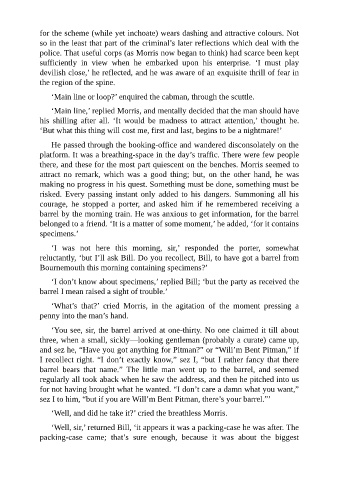 for the scheme (while yet inchoate) wears dashing and attractive colours. Not
so in the least that part of the criminal's later reflections which deal with the
police. That useful corps (as Morris now began to think) had scarce been kept
sufficiently in view when he embarked upon his enterprise. ‘I must play
devilish close,’ he reflected, and he was aware of an exquisite thrill of fear in
the region of the spine.
‘Main line or loop?’ enquired the cabman, through the scuttle.
‘Main line,’ replied Morris, and mentally decided that the man should have
his shilling after all. ‘It would be madness to attract attention,’ thought he.
‘But what this thing will cost me, first and last, begins to be a nightmare!’
He passed through the booking-office and wandered disconsolately on the
platform. It was a breathing-space in the day’s traffic. There were few people
there, and these for the most part quiescent on the benches. Morris seemed to
attract no remark, which was a good thing; but, on the other hand, he was
making no progress in his quest. Something must be done, something must be
risked. Every passing instant only added to his dangers. Summoning all his
courage, he stopped a porter, and asked him if he remembered receiving a
barrel by the morning train. He was anxious to get information, for the barrel
belonged to a friend. ‘It is a matter of some moment,’ he added, ‘for it contains
specimens.’
‘I was not here this morning, sir,’ responded the porter, somewhat
reluctantly, ‘but I’ll ask Bill. Do you recollect, Bill, to have got a barrel from
Bournemouth this morning containing specimens?’
‘I don’t know about specimens,’ replied Bill; ‘but the party as received the
barrel I mean raised a sight of trouble.’
‘What’s that?’ cried Morris, in the agitation of the moment pressing a
penny into the man’s hand.
‘You see, sir, the barrel arrived at one-thirty. No one claimed it till about
three, when a small, sickly—looking gentleman (probably a curate) came up,
and sez he, “Have you got anything for Pitman?” or “Will’m Bent Pitman,” if
I recollect right. “I don’t exactly know,” sez I, “but I rather fancy that there
barrel bears that name.” The little man went up to the barrel, and seemed
regularly all took aback when he saw the address, and then he pitched into us
for not having brought what he wanted. “I don’t care a damn what you want,”
sez I to him, “but if you are Will’m Bent Pitman, there’s your barrel.”’
‘Well, and did he take it?’ cried the breathless Morris.
‘Well, sir,’ returned Bill, ‘it appears it was a packing-case he was after. The
packing-case came; that’s sure enough, because it was about the biggest